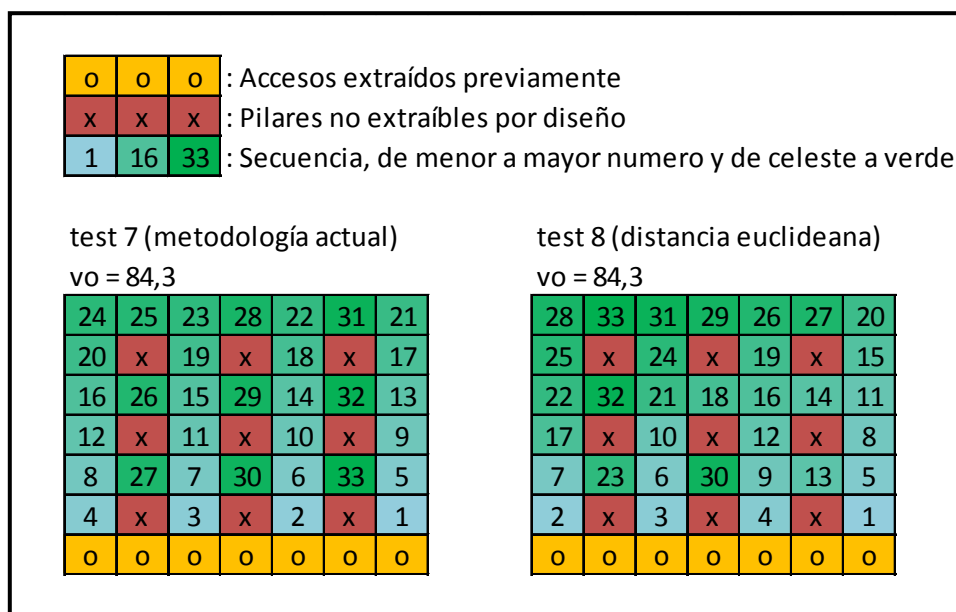 o o o : Accesos extraídos previamente
x x x : Pilares no extraíbles por diseño
1 16 33 : Secuencia, de menor a mayor numero y de celeste a verde
test 7 (metodología actual)
vo = 84,3
24 25 23 28 22 31 21
20 x 19 x 18 x 17
16 26 15 29 14 32 13
12 x 11 x 10 x 9
8 27 7 30 6 33 5
4 x 3 x 2 x 1
o o o o o o o
test 8 (distancia euclideana)
vo = 84,3
28 33 31 29 26 27 20
25 x 24 x 19 x 15
22 32 21 18 16 14 11
17 x 10 x 12 x 8
7 23 6 30 9 13 5
2 x 3 x 4 x 1
o o o o o o o